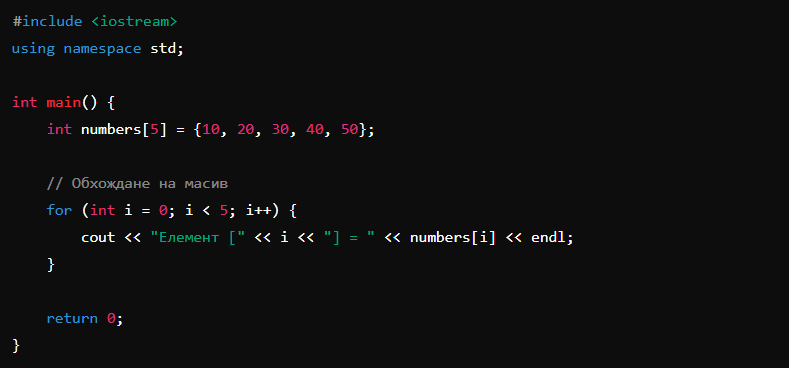 #include <iostream>
using namespace std;
int main() {
    int numbers[5] = {10, 20, 30, 40, 50};
    // Обхождане на масив
    for (int i = 0; i < 5; i++) {
        cout << "Елемент [" << i << "] = " << numbers[i] << endl;
    }
    return 0;
}